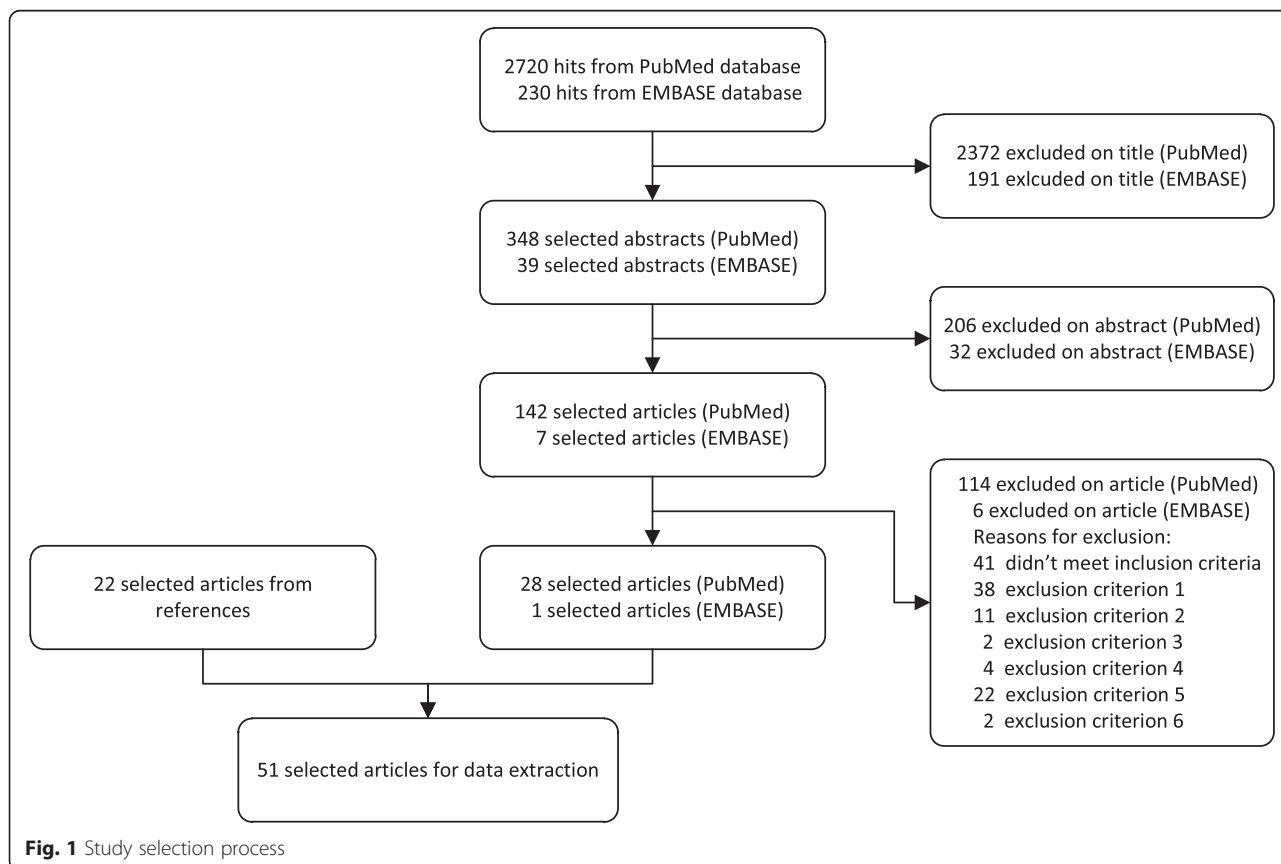 2720 hits from PubMed database
230 hits from EMBASE database
2372 excluded on title (PubMed)
191 exlcuded on title (EMBASE)
348 selected abstracts (PubMed)
39 selected abstracts (EMBASE)
206 excluded on abstract (PubMed)
32 excluded on abstract (EMBASE)
142 selected articles (PubMed)
7 selected articles (EMBASE)
114 excluded on article (PubMed)
6 excluded on article (EMBASE)
Reasons for exclusion:
41 didn't meet inclusion criteria
38 exclusion criterion 1
11 exclusion criterion 2
2 exclusion criterion 3
4 exclusion criterion 4
22 exclusion criterion 5
2 exclusion criterion 6
22 selected articles from
references
28 selected articles (PubMed)
1 selected articles (EMBASE)
51 selected articles for data extraction
Fig. 1 Study selection process